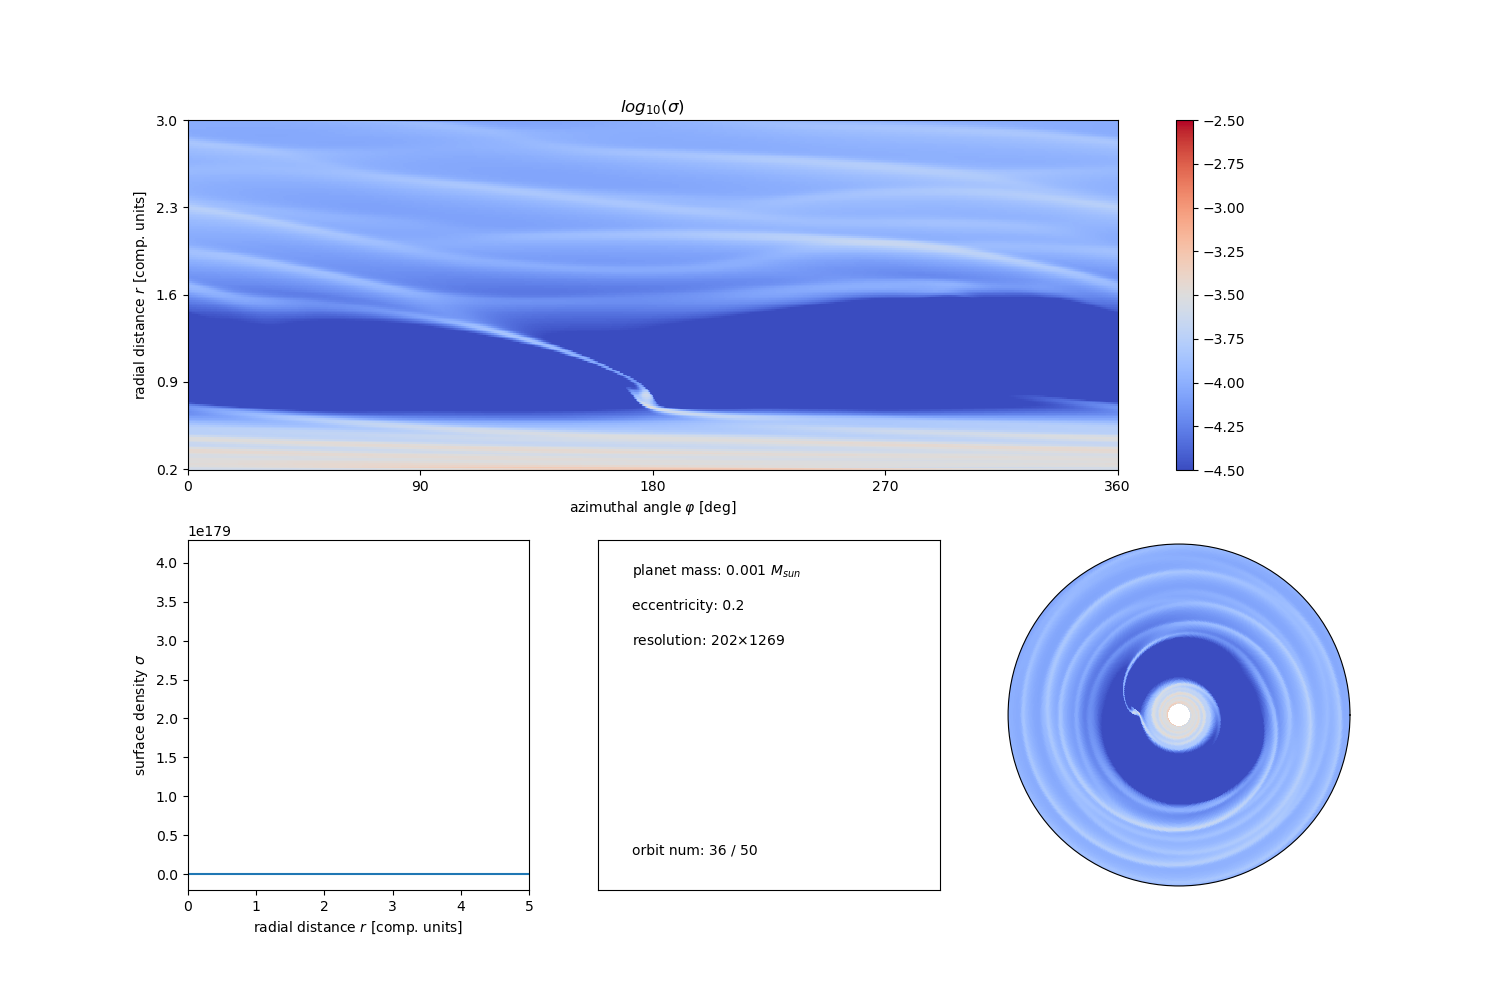 log₁₀(σ)
3.0
2.3
1.6
0.9
0.2
radial distance r [comp. units]
0 90 180 270 360
azimuthal angle φ [deg]
−2.50
−2.75
−3.00
−3.25
−3.50
−3.75
−4.00
−4.25
−4.50
1e179
4.0
3.5
3.0
2.5
2.0
1.5
1.0
0.5
0.0
surface density σ
0 1 2 3 4 5
radial distance r [comp. units]
planet mass: 0.001 Mₛᵤₙ
eccentricity: 0.2
resolution: 202×1269
orbit num: 36 / 50